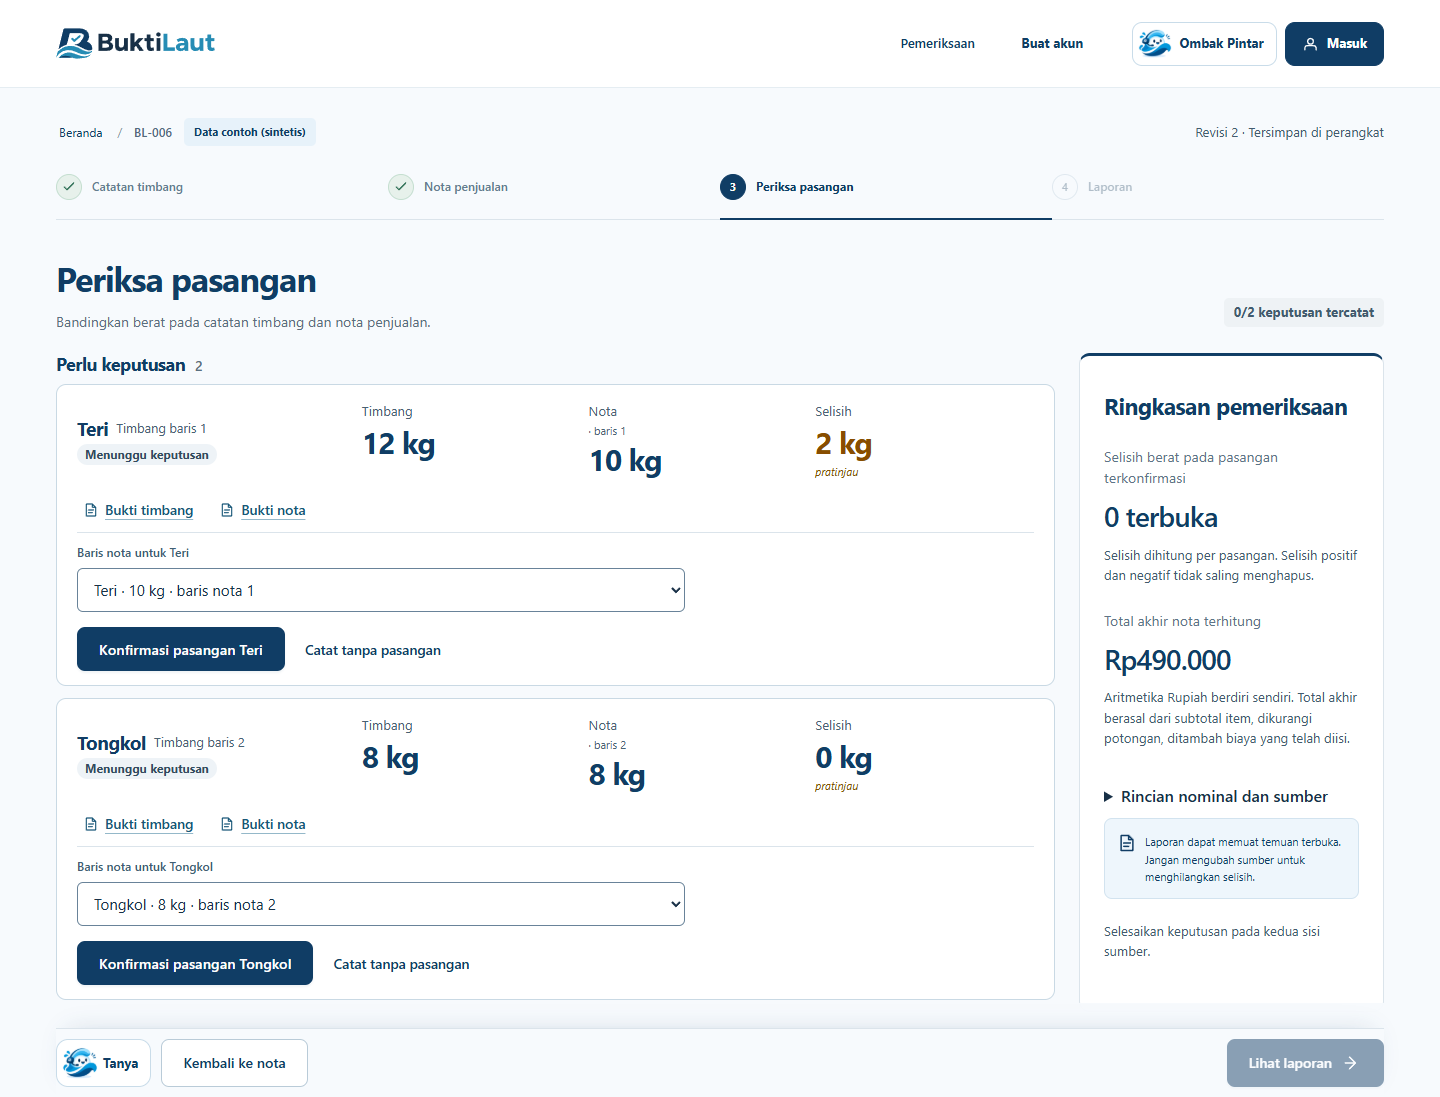 BuktiLaut
Pemeriksaan
Buat akun
Ombak Pintar
Masuk
Beranda / BL-006 Data contoh (sintetis)
Revisi 2 · Tersimpan di perangkat
Catatan timbang
Nota penjualan
3 Periksa pasangan
4 Laporan
Periksa pasangan
Bandingkan berat pada catatan timbang dan nota penjualan.
0/2 keputusan tercatat
Perlu keputusan 2
Teri Timbang baris 1
Menunggu keputusan
Timbang
12 kg
Nota
· baris 1
10 kg
Selisih
2 kg
pratinjau
Bukti timbang
Bukti nota
Baris nota untuk Teri
Teri · 10 kg · baris nota 1
Konfirmasi pasangan Teri
Catat tanpa pasangan
Tongkol Timbang baris 2
Menunggu keputusan
Timbang
8 kg
Nota
· baris 2
8 kg
Selisih
0 kg
pratinjau
Bukti timbang
Bukti nota
Baris nota untuk Tongkol
Tongkol · 8 kg · baris nota 2
Konfirmasi pasangan Tongkol
Catat tanpa pasangan
Ringkasan pemeriksaan
Selisih berat pada pasangan
terkonfirmasi
0 terbuka
Selisih dihitung per pasangan. Selisih positif
dan negatif tidak saling menghapus.
Total akhir nota terhitung
Rp490.000
Aritmetika Rupiah berdiri sendiri. Total akhir
berasal dari subtotal item, dikurangi
potongan, ditambah biaya yang telah diisi.
Rincian nominal dan sumber
Laporan dapat memuat temuan terbuka.
Jangan mengubah sumber untuk
menghilangkan selisih.
Selesaikan keputusan pada kedua sisi
sumber.
Tanya
Kembali ke nota
Lihat laporan